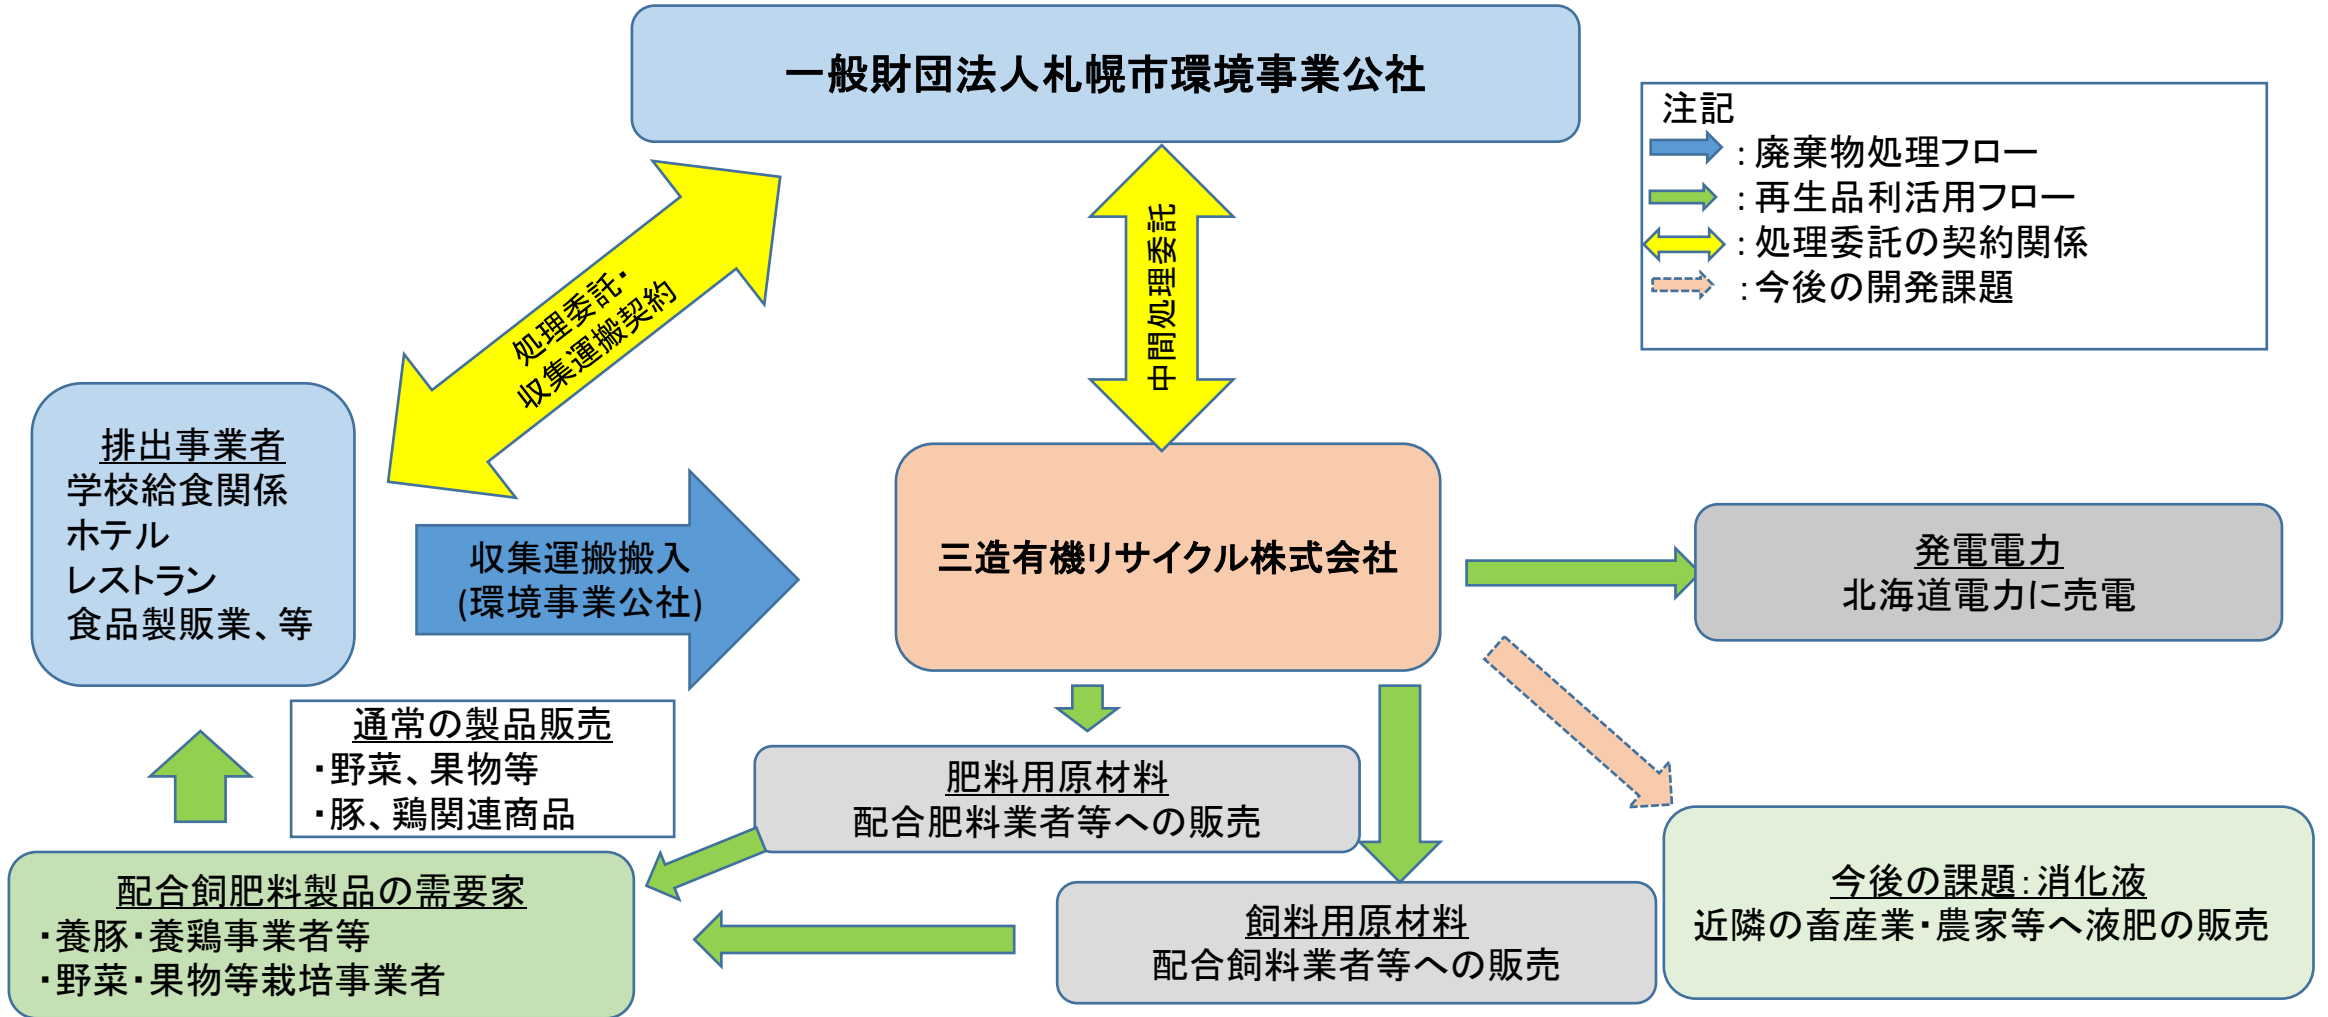 一般財団法人札幌市環境事業公社
注記
：廃棄物処理フロー
：再生品利活用フロー
：処理委託の契約関係
：今後の開発課題
処理委託・
収集運搬契約
中間処理委託
排出事業者
学校給食関係
ホテル
レストラン
食品製販業、等
収集運搬搬入
(環境事業公社)
三造有機リサイクル株式会社
発電電力
北海道電力に売電
通常の製品販売
・野菜、果物等
・豚、鶏関連商品
肥料用原材料
配合肥料業者等への販売
配合飼肥料製品の需要家
・養豚・養鶏事業者等
・野菜・果物等栽培事業者
飼料用原材料
配合飼料業者等への販売
今後の課題：消化液
近隣の畜産業・農家等へ液肥の販売